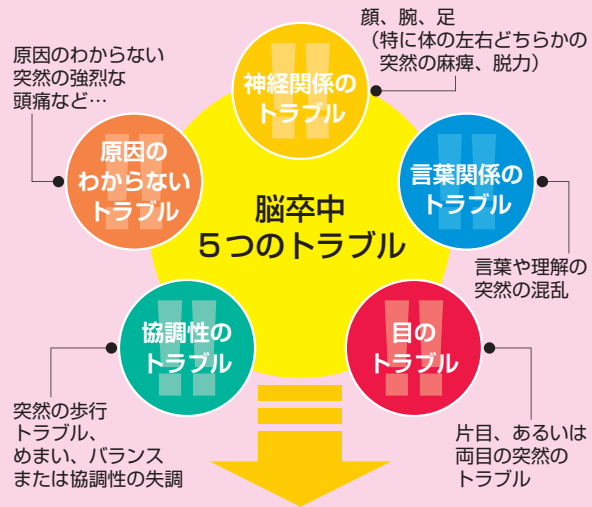 脳卒中
5つのトラブル
神経関係の
トラブル
顔、腕、足
（特に体の左右どちらかの
突然の麻痺、脱力）
言葉関係の
トラブル
言葉や理解の
突然の混乱
目の
トラブル
片目、あるいは
両目の突然の
トラブル
協調性の
トラブル
突然の歩行
トラブル、
めまい、バランス
または協調性の失調
原因の
わからない
トラブル
原因のわからない
突然の強烈な
頭痛など…